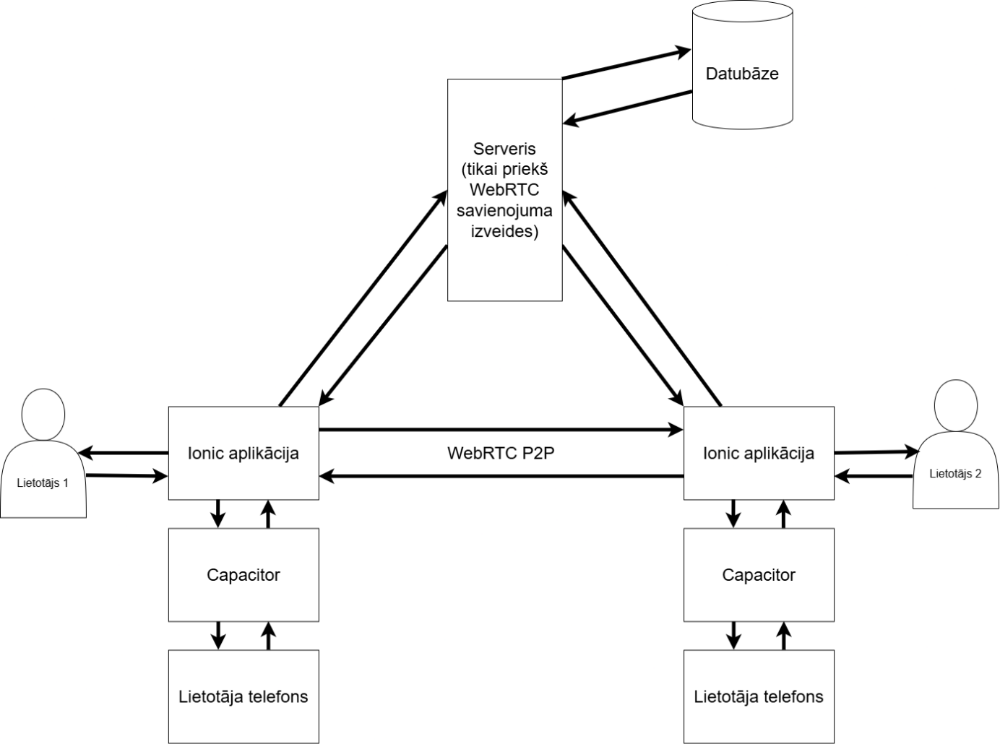 Datubāze
Serveris
(tikai priekš
WebRTC
savienojuma
izveides)
Lietotājs 1
Ionic aplikācija
WebRTC P2P
Ionic aplikācija
Lietotājs 2
Capacitor
Capacitor
Lietotāja telefons
Lietotāja telefons